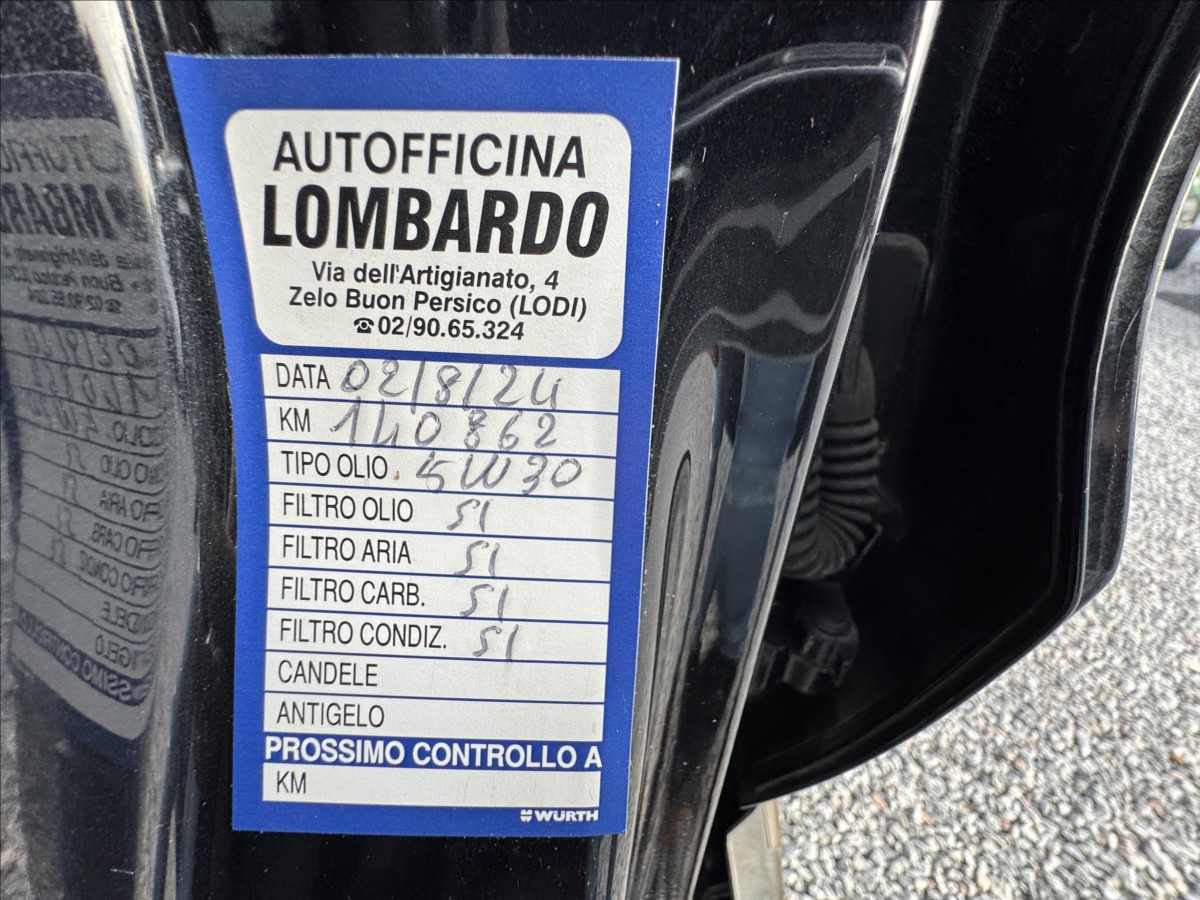 AUTOFFICINA
LOMBARDO
Via dell'Artigianato, 4
Zelo Buon Persico (LODI)
☎02/90.65.324
DATA 02/8/24
KM 140862
TIPO OLIO 5W30
FILTRO OLIO SI
FILTRO ARIA SI
FILTRO CARB. SI
FILTRO CONDIZ. SI
CANDELE
ANTIGELO
PROSSIMO CONTROLLO A
KM
WÜRTH